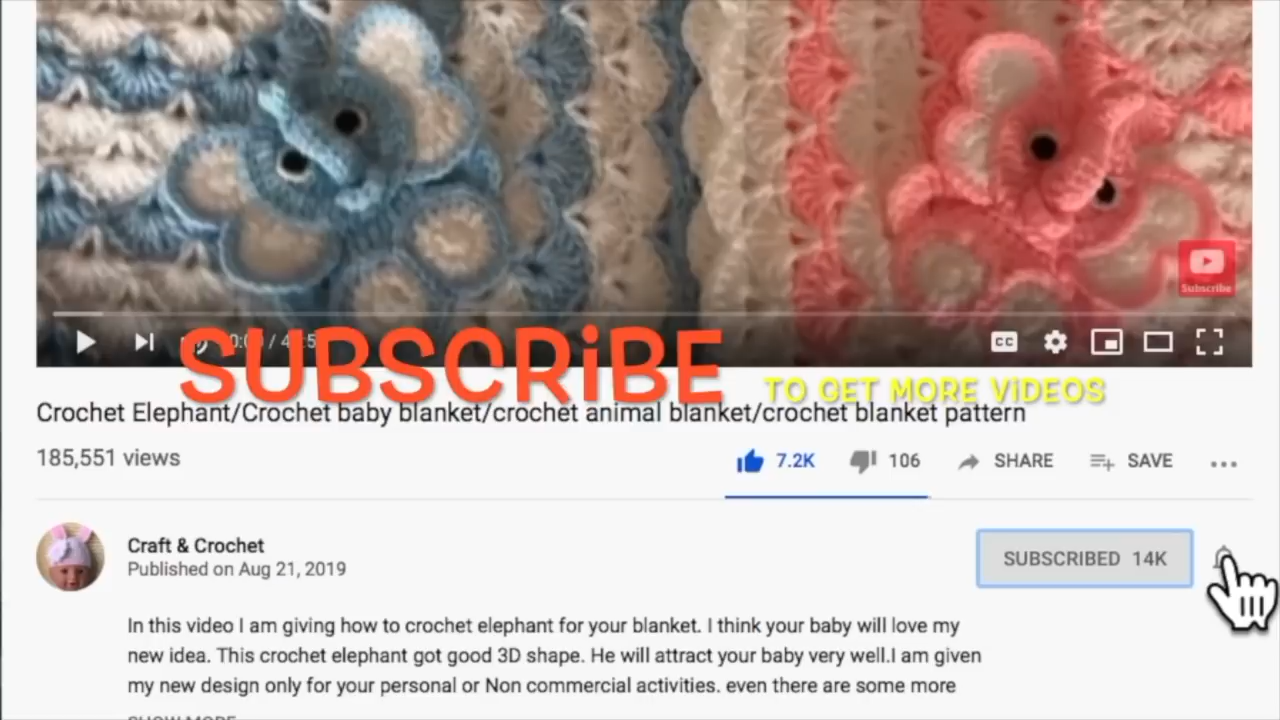 Subscribe
CC
SUBSCRiBE
TO GET MORE ViDEOS
Crochet Elephant/Crochet baby blanket/crochet animal blanket/crochet blanket pattern
185,551 views
7.2K
106
SHARE
SAVE
Craft & Crochet
Published on Aug 21, 2019
SUBSCRIBED 14K
In this video I am giving how to crochet elephant for your blanket. I think your baby will love my
new idea. This crochet elephant got good 3D shape. He will attract your baby very well.I am given
my new design only for your personal or Non commercial activities. even there are some more
SHOW MORE